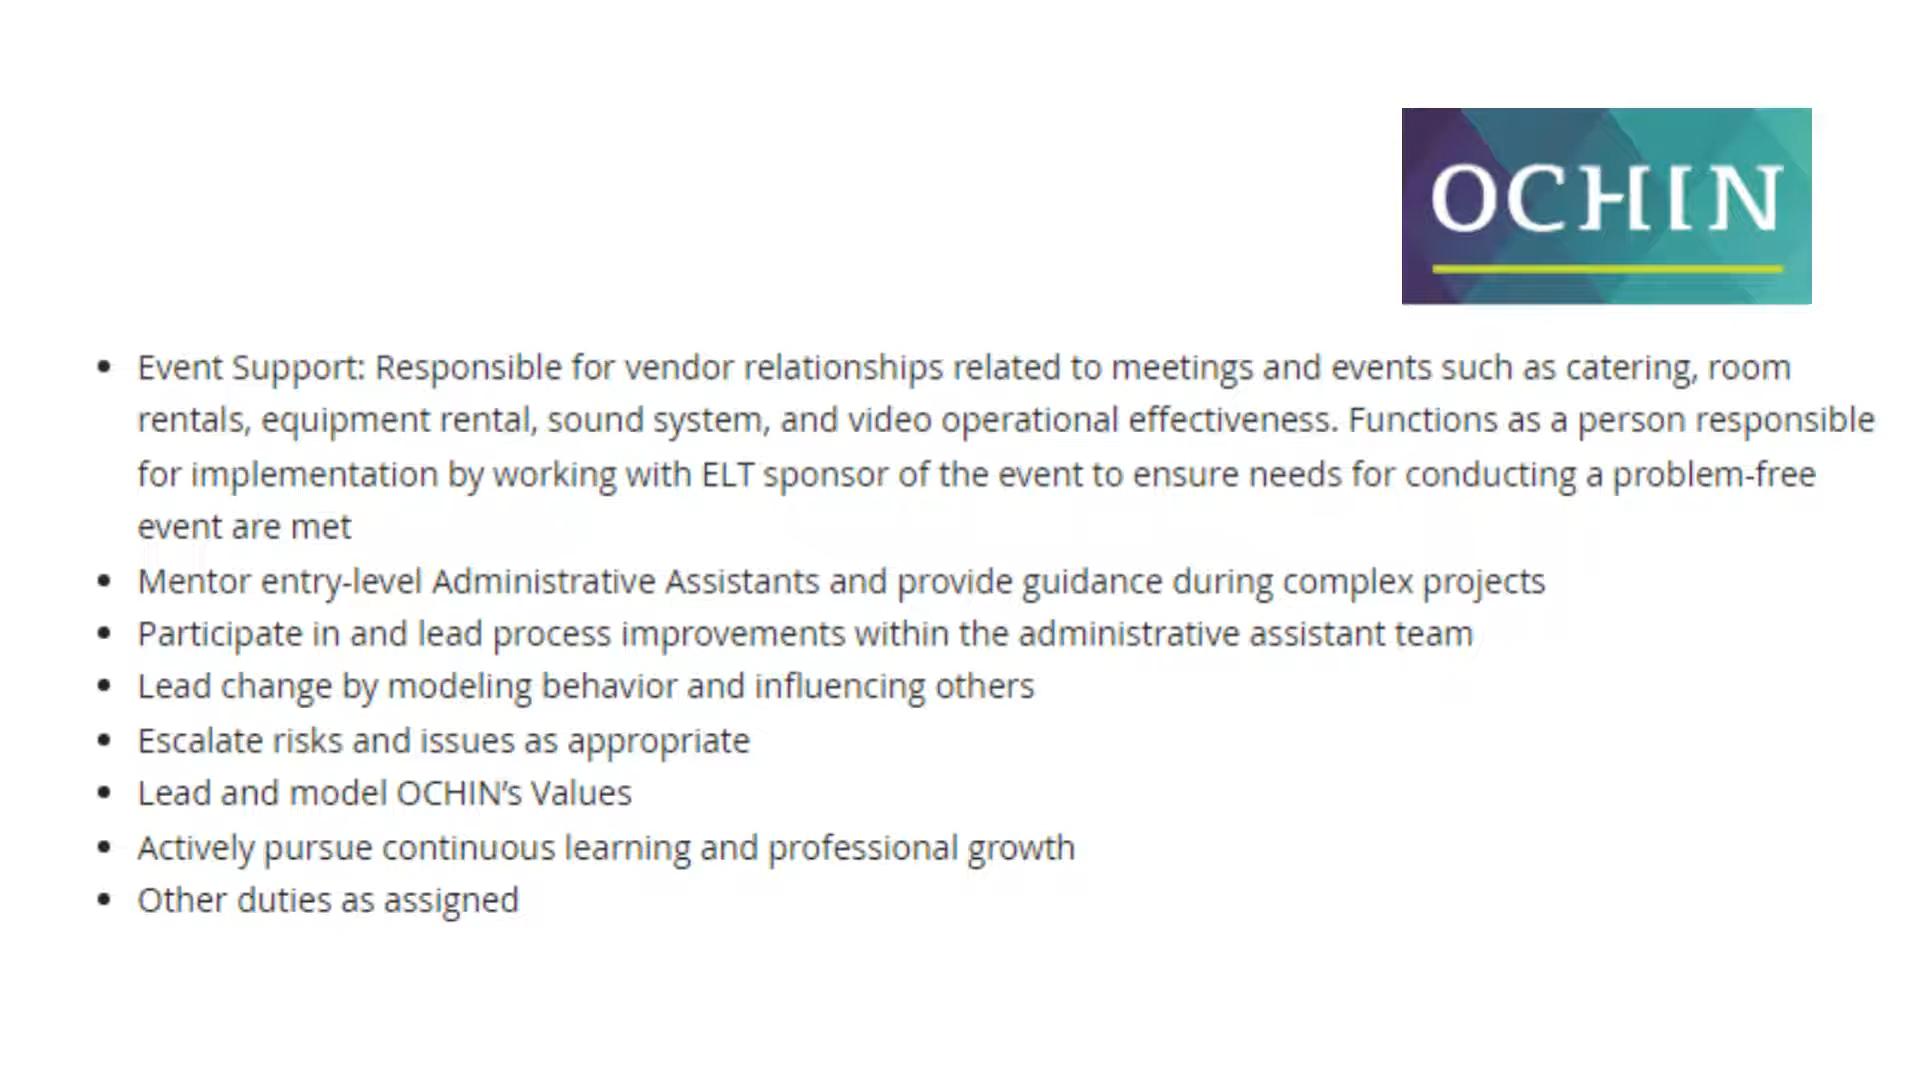 OCHIN
• Event Support: Responsible for vendor relationships related to meetings and events such as catering, room
rentals, equipment rental, sound system, and video operational effectiveness. Functions as a person responsible
for implementation by working with ELT sponsor of the event to ensure needs for conducting a problem-free
event are met
• Mentor entry-level Administrative Assistants and provide guidance during complex projects
• Participate in and lead process improvements within the administrative assistant team
• Lead change by modeling behavior and influencing others
• Escalate risks and issues as appropriate
• Lead and model OCHIN’s Values
• Actively pursue continuous learning and professional growth
• Other duties as assigned